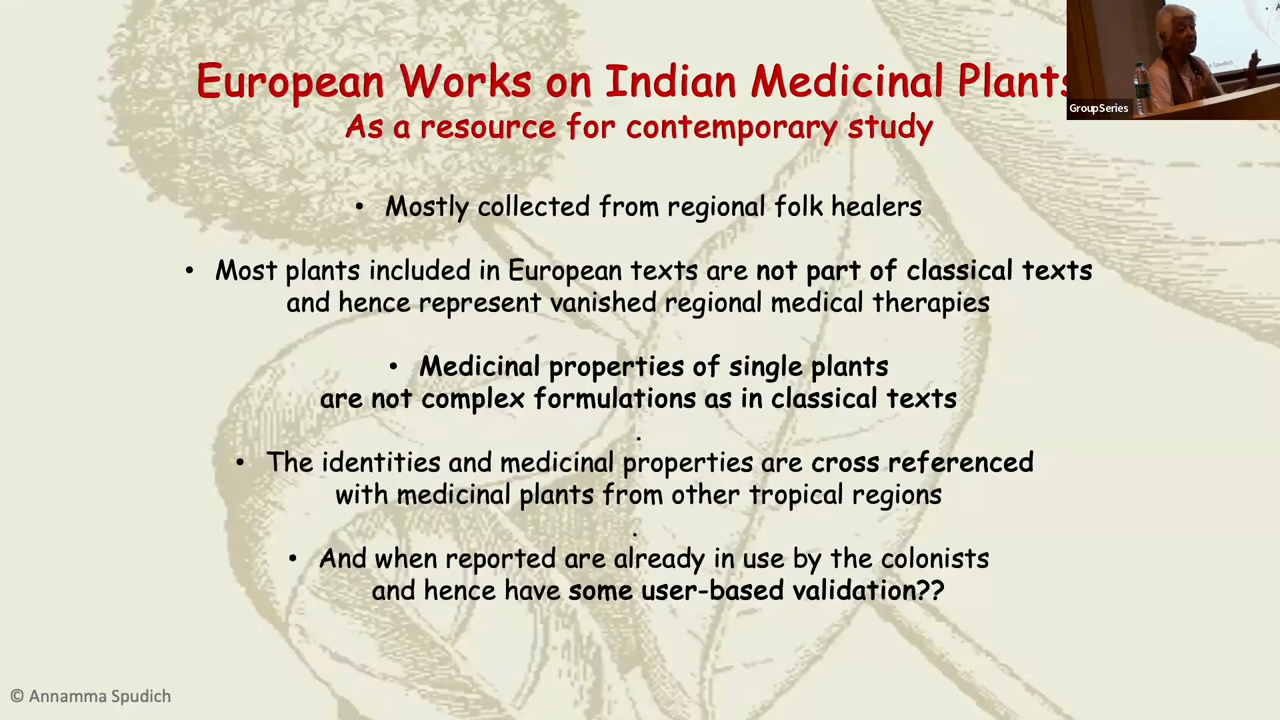 European Works on Indian Medicinal Plants
As a resource for contemporary study
GroupSeries
• Mostly collected from regional folk healers
• Most plants included in European texts are not part of classical texts
and hence represent vanished regional medical therapies
• Medicinal properties of single plants
are not complex formulations as in classical texts
.
• The identities and medicinal properties are cross referenced
with medicinal plants from other tropical regions
.
• And when reported are already in use by the colonists
and hence have some user-based validation??
© Annamma Spudich